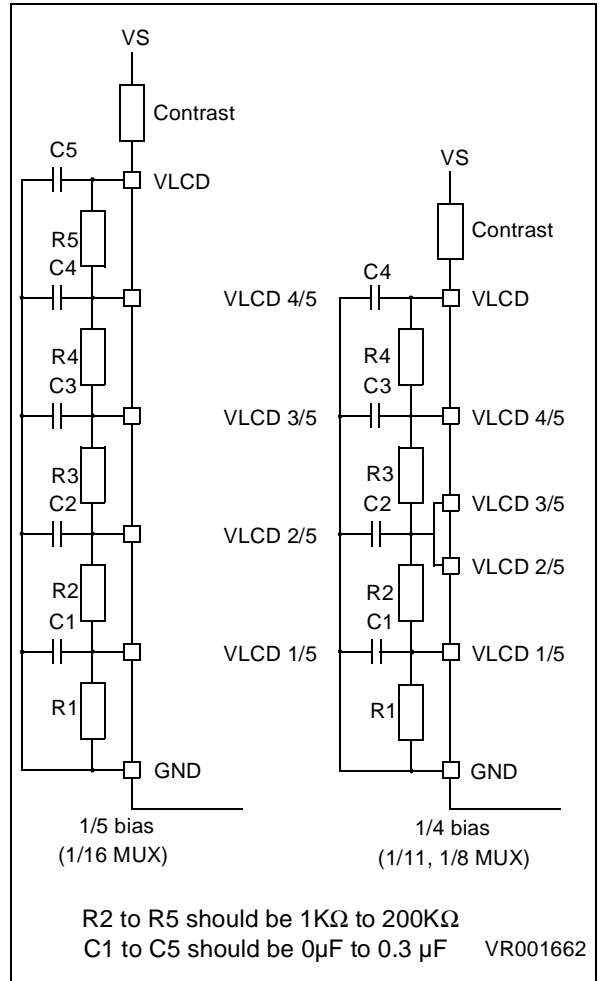 VS
Contrast
C5
VLCD
R5
C4
VLCD 4/5
R4
C3
VLCD 3/5
R3
C2
VLCD 2/5
R2
C1
VLCD 1/5
R1
GND
1/5 bias
(1/16 MUX)
VS
Contrast
C4
VLCD
R4
C3
VLCD 4/5
R3
VLCD 3/5
C2
VLCD 2/5
R2
C1
VLCD 1/5
R1
GND
1/4 bias
(1/11, 1/8 MUX)
R2 to R5 should be 1KΩ to 200KΩ
C1 to C5 should be 0µF to 0.3 µF VR001662